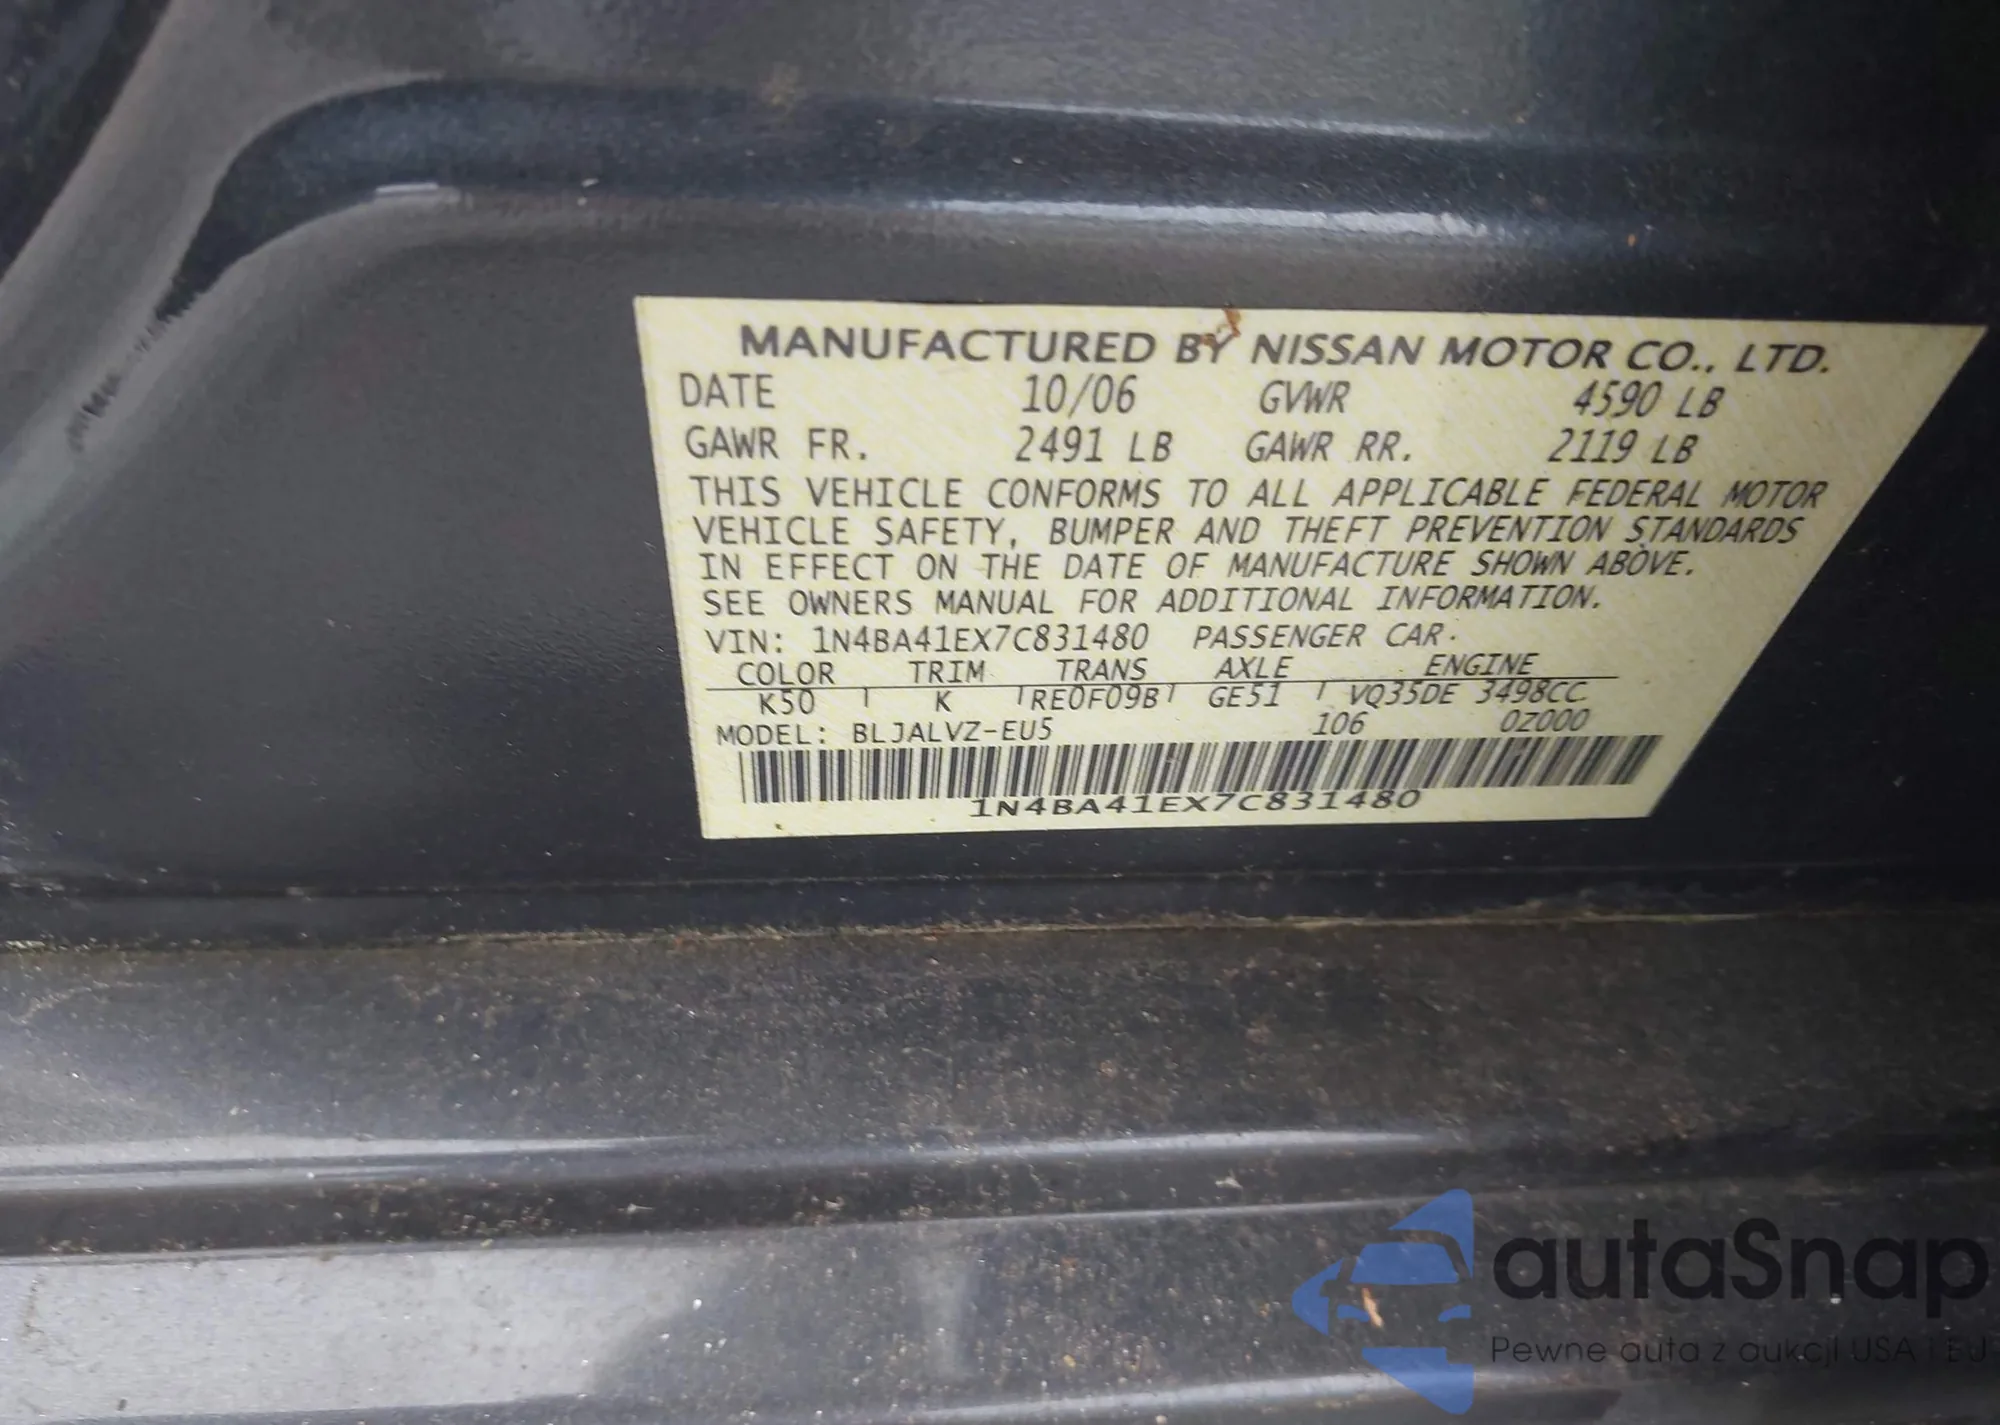 MANUFACTURED BY NISSAN MOTOR CO., LTD.
DATE 10/06 GVWR 4590 LB
GAWR FR. 2491 LB GAWR RR. 2119 LB
THIS VEHICLE CONFORMS TO ALL APPLICABLE FEDERAL MOTOR
VEHICLE SAFETY, BUMPER AND THEFT PREVENTION STANDARDS
IN EFFECT ON THE DATE OF MANUFACTURE SHOWN ABOVE.
SEE OWNERS MANUAL FOR ADDITIONAL INFORMATION.
VIN: 1N4BA41EX7C831480 PASSENGER CAR.
COLOR TRIM TRANS AXLE ENGINE
K50 K RE0F09B GE51 VQ35DE 3498CC
MODEL: BLJALVZ-EU5 106 0Z000
1N4BA41EX7C831480
autaSnap
Pewne auta z aukcji USA i EU